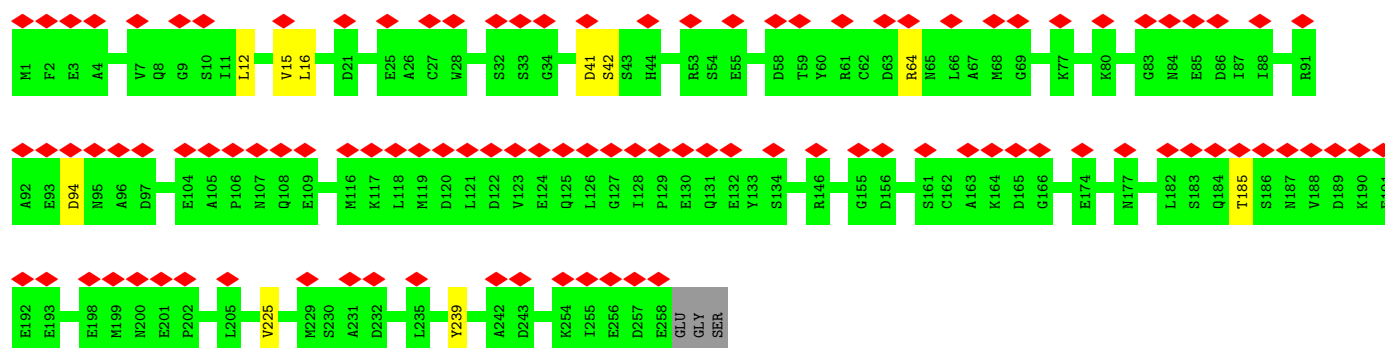 M1 F2 E3 A4 V7 Q8 G9 S10 I11 L12 V15 L16 D21 E25 A26 C27 W28 S32 S33 G34 D41 S42 S43 H44 R53 S54 E55 D58 T59 Y60 R61 C62 D63 R64 N65 L66 A67 M68 G69 K77 K80 G83 N84 E85 D86 I87 I88 R91
A92 E93 D94 N95 A96 D97 E104 A105 P106 N107 Q108 E109 M116 K117 L118 M119 D120 L121 D122 V123 E124 Q125 L126 G127 I128 P129 E130 Q131 E132 Y133 S134 R146 G155 D156 S161 C162 A163 K164 D165 G166 E174 N177 L182 S183 Q184 T185 S186 N187 V188 D189 K190
E192 E193 E198 M199 N200 E201 P202 L205 V225 M229 S230 A231 D232 L235 Y239 A242 D243 K254 I255 E256 D257 E258 GLU GLY SER